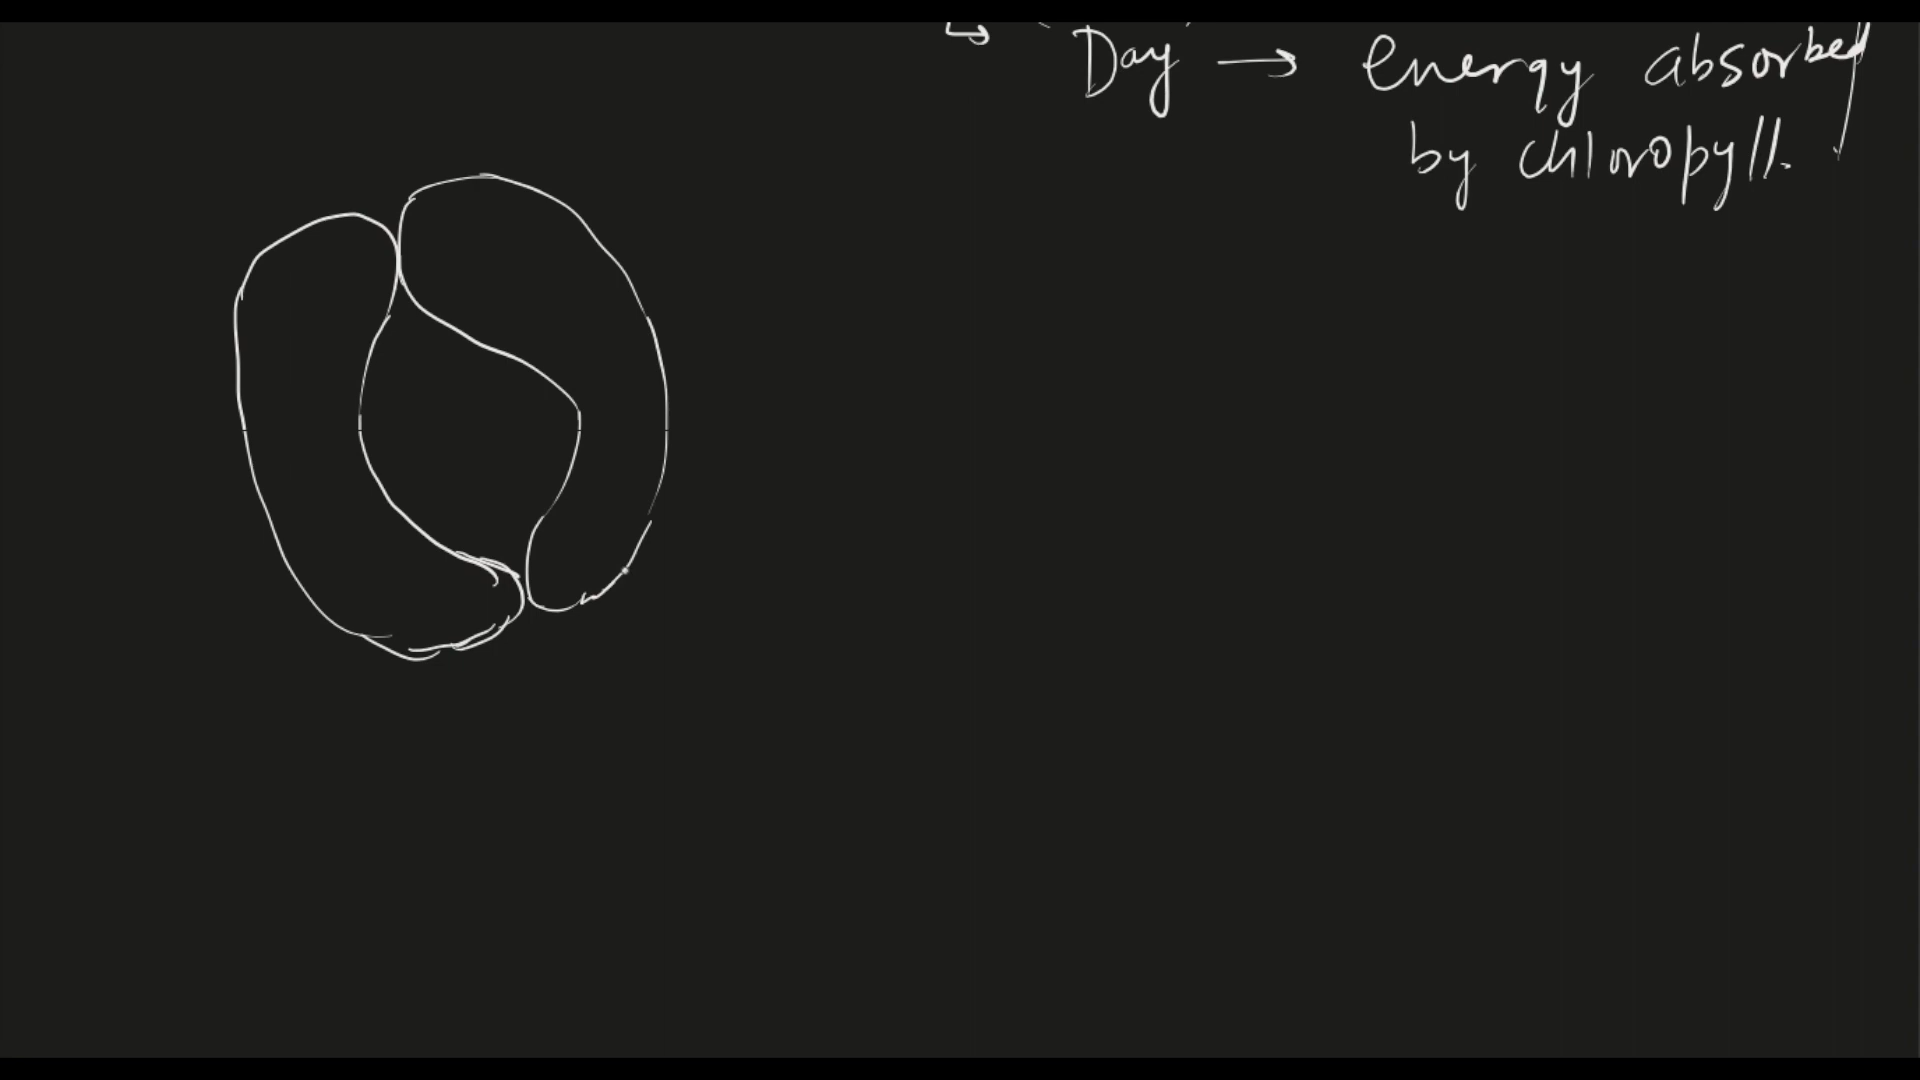 ↳ "Day" → energy absorbed
by chloropyll.